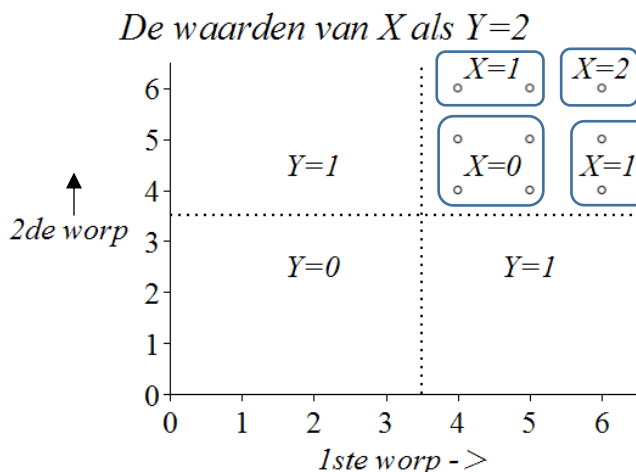 De waarden van X als Y=2
6
X=1
X=2
5
Y=1
X=0
X=1
4
2de worp
3
Y=0
Y=1
2
1
0
0 1 2 3 4 5 6
1ste worp ->